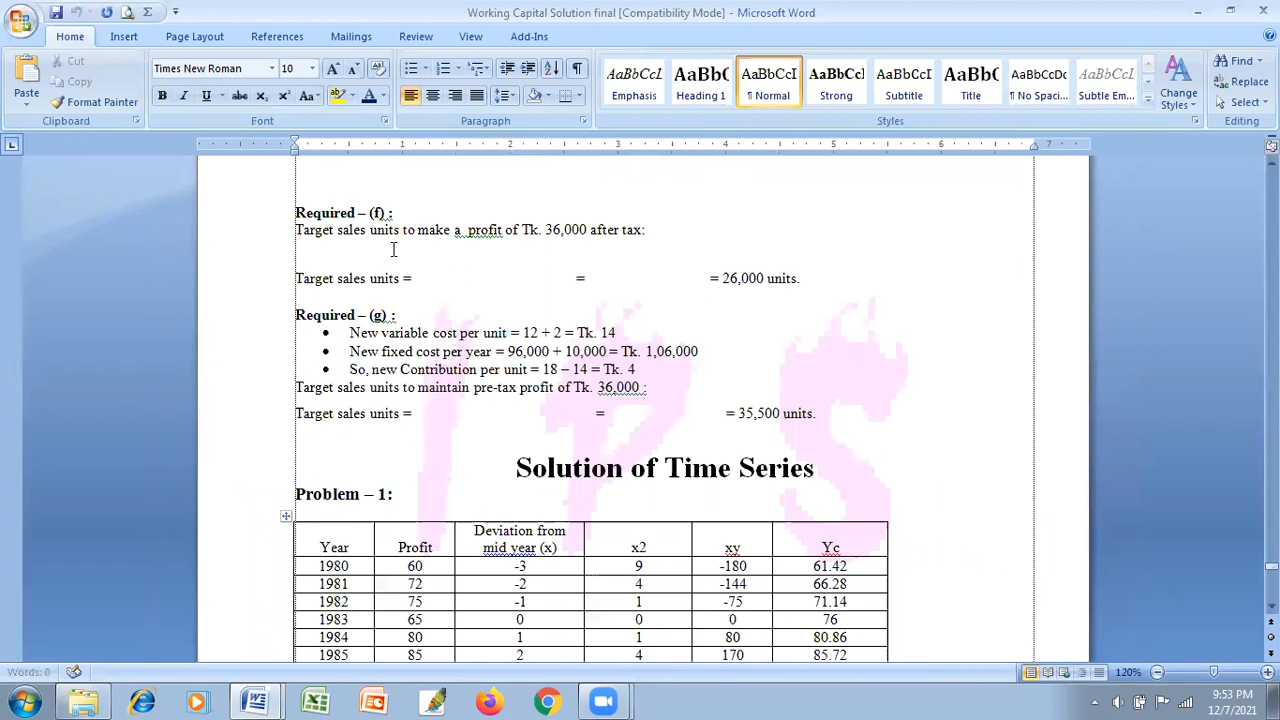 Working Capital Solution final [Compatibility Mode] - Microsoft Word
Home Insert Page Layout References Mailings Review View Add-Ins
Paste
Cut
Copy
Format Painter
Times New Roman 10
AaBbCcI AaBbC AaBbCcI AaBbCcI AaBbCcI AaBbC AaBbCcDc AaBbCcI
Emphasis Heading 1 ¶ Normal Strong Subtitle Title ¶ No Spaci... Subtle Em...
Change Styles
Find
Replace
Select
Clipboard Font Paragraph Styles Editing
1 2 3 4 5 6 7
Required – (f) :
Target sales units to make a profit of Tk. 36,000 after tax:
Target sales units = = = 26,000 units.
Required – (g) :
• New variable cost per unit = 12 + 2 = Tk. 14
• New fixed cost per year = 96,000 + 10,000 = Tk. 1,06,000
• So, new Contribution per unit = 18 – 14 = Tk. 4
Target sales units to maintain pre-tax profit of Tk. 36,000 :
Target sales units = = = 35,500 units.
IPS
Solution of Time Series
Problem – 1:
Year Profit Deviation from mid year (x) x2 xy Yc
1980 60 -3 9 -180 61.42
1981 72 -2 4 -144 66.28
1982 75 -1 1 -75 71.14
1983 65 0 0 0 76
1984 80 1 1 80 80.86
1985 85 2 4 170 85.72
Words: 0 120%
9:53 PM
12/7/2021